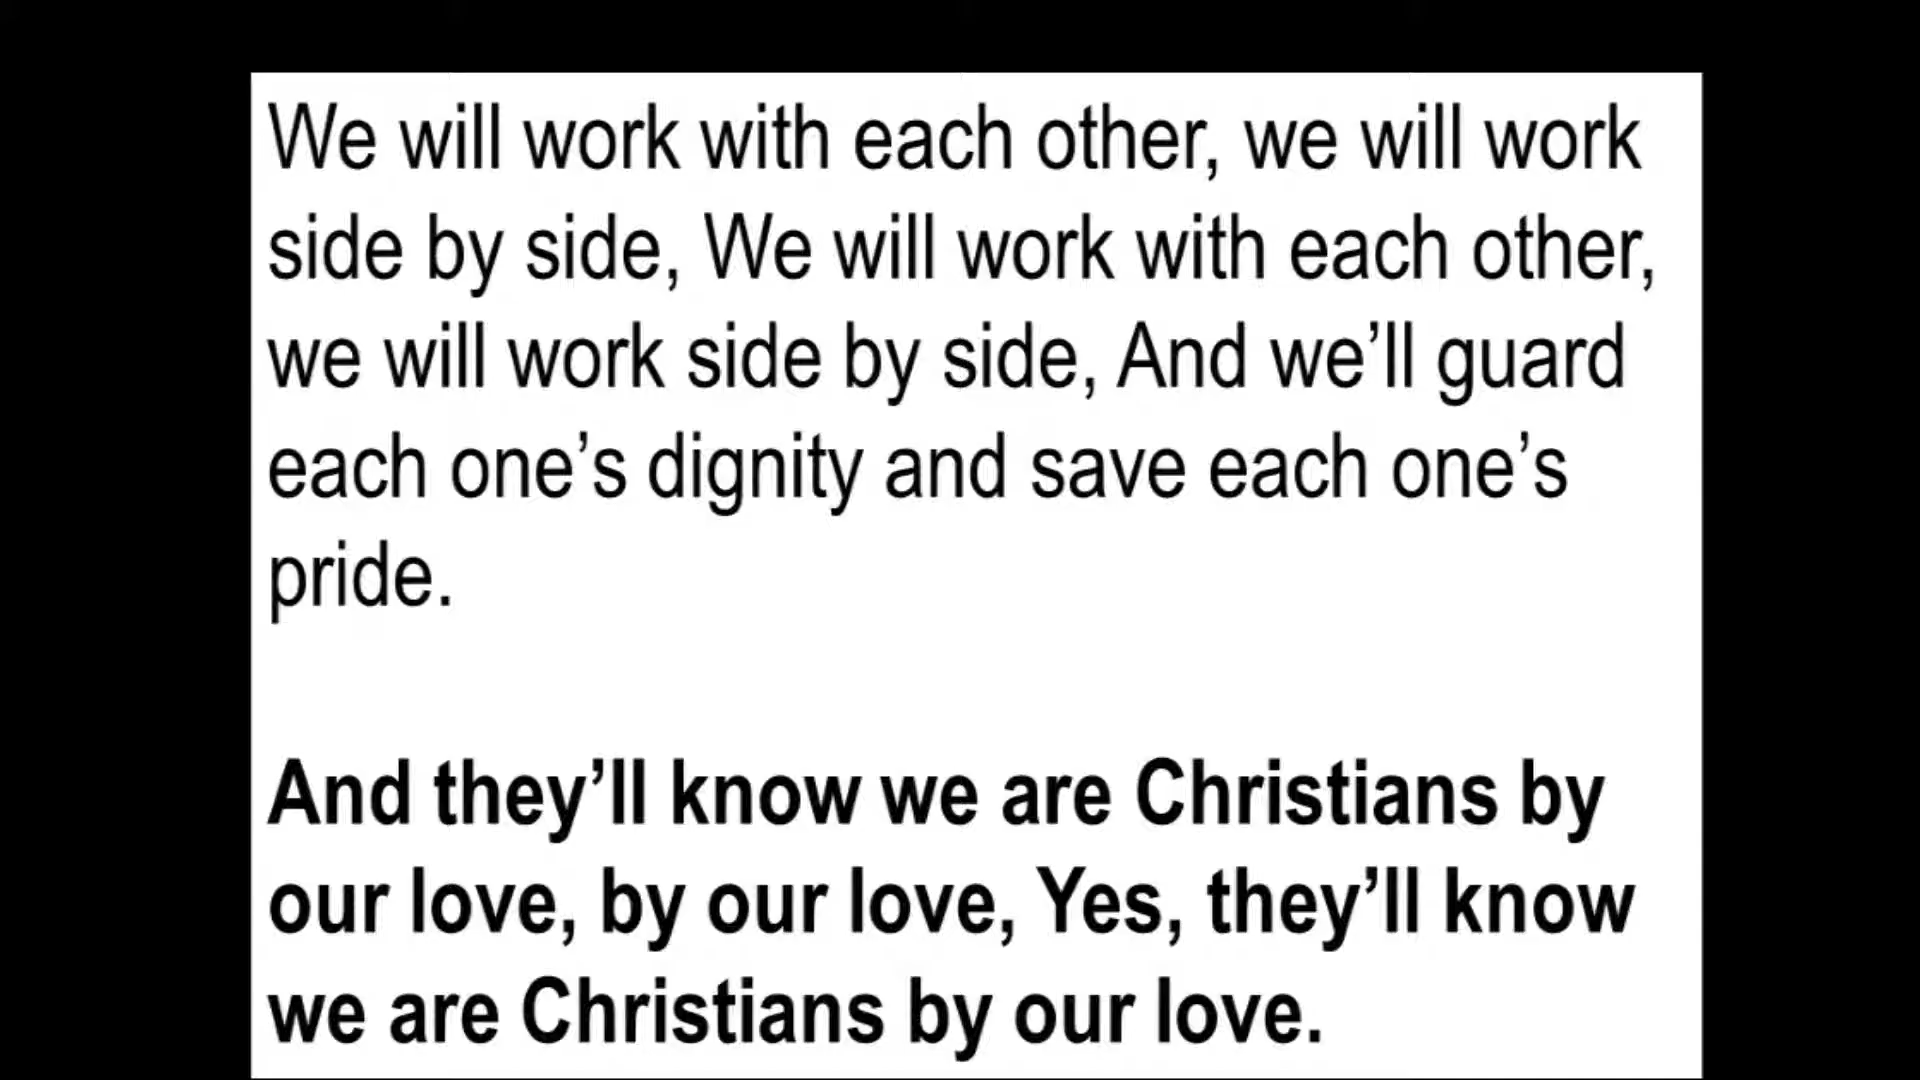 We will work with each other, we will work
side by side, We will work with each other,
we will work side by side, And we’ll guard
each one’s dignity and save each one’s
pride.
And they’ll know we are Christians by
our love, by our love, Yes, they’ll know
we are Christians by our love.